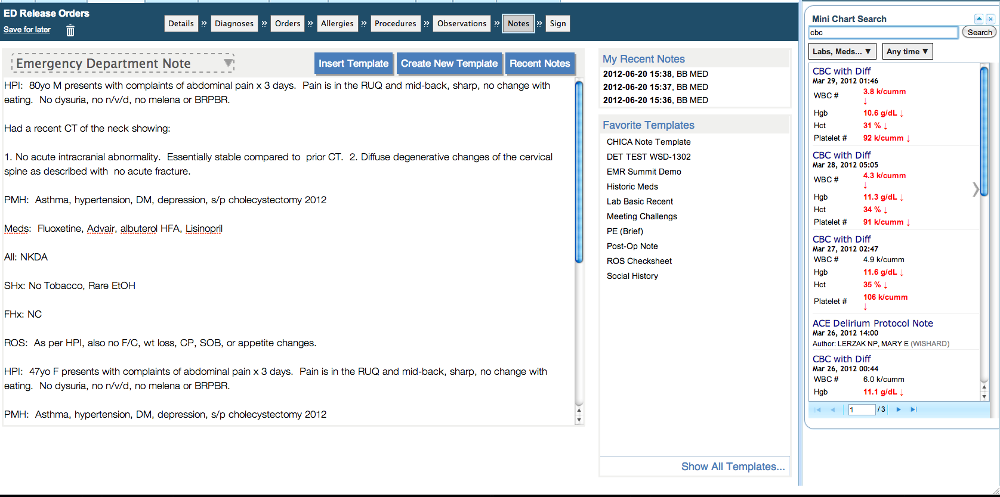 ED Release Orders
Save for later
Details » Diagnoses » Orders » Allergies » Procedures » Observations » Notes » Sign
Emergency Department Note
Insert Template
Create New Template
Recent Notes
HPI:  80yo M presents with complaints of abdominal pain x 3 days.  Pain is in the RUQ and mid-back, sharp, no change with
eating.  No dysuria, no n/v/d, no melena or BRPBR.
Had a recent CT of the neck showing:
1. No acute intracranial abnormality.  Essentially stable compared to  prior CT.  2. Diffuse degenerative changes of the cervical
spine as described with  no acute fracture.
PMH:  Asthma, hypertension, DM, depression, s/p cholecystectomy 2012
Meds:  Fluoxetine, Advair, albuterol HFA, Lisinopril
All: NKDA
SHx: No Tobacco, Rare EtOH
FHx: NC
ROS:  As per HPI, also no F/C, wt loss, CP, SOB, or appetite changes.
HPI:  47yo F presents with complaints of abdominal pain x 3 days.  Pain is in the RUQ and mid-back, sharp, no change with
eating.  No dysuria, no n/v/d, no melena or BRPBR.
PMH:  Asthma, hypertension, DM, depression, s/p cholecystectomy 2012
My Recent Notes
2012-06-20 15:38, BB MED
2012-06-20 15:37, BB MED
2012-06-20 15:36, BB MED
Favorite Templates
CHICA Note Template
DET TEST WSD-1302
EMR Summit Demo
Historic Meds
Lab Basic Recent
Meeting Challengs
PE (Brief)
Post-Op Note
ROS Checksheet
Social History
Show All Templates...
Mini Chart Search
cbc
Search
Labs, Meds... ▼
Any time ▼
CBC with Diff
Mar 29, 2012 01:46
WBC # 3.8 k/cumm ↓
Hgb 10.6 g/dL ↓
Hct 31 % ↓
Platelet # 92 k/cumm ↓
CBC with Diff
Mar 28, 2012 05:05
WBC # 4.3 k/cumm ↓
Hgb 11.3 g/dL ↓
Hct 34 % ↓
Platelet # 91 k/cumm ↓
CBC with Diff
Mar 27, 2012 02:47
WBC # 4.9 k/cumm
Hgb 11.6 g/dL ↓
Hct 35 % ↓
Platelet # 106 k/cumm ↓
ACE Delirium Protocol Note
Mar 26, 2012 14:00
Author: LERZAK NP, MARY E (WISHARD)
CBC with Diff
Mar 26, 2012 00:44
WBC # 6.0 k/cumm
Hgb 11.1 g/dL ↓
1 / 3